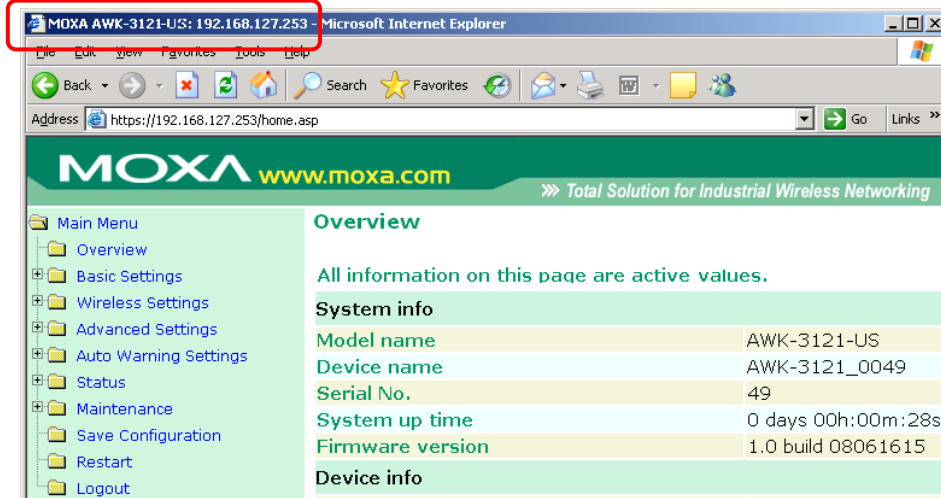 MOXA AWK-3121-US: 192.168.127.253 - Microsoft Internet Explorer
File Edit View Favorites Tools Help
Back Search Favorites
Address https://192.168.127.253/home.asp Go Links »
MOXA www.moxa.com
Total Solution for Industrial Wireless Networking
Main Menu
Overview
Basic Settings
Wireless Settings
Advanced Settings
Auto Warning Settings
Status
Maintenance
Save Configuration
Restart
Logout
Overview
All information on this page are active values.
System info
Model name AWK-3121-US
Device name AWK-3121_0049
Serial No. 49
System up time 0 days 00h:00m:28s
Firmware version 1.0 build 08061615
Device info